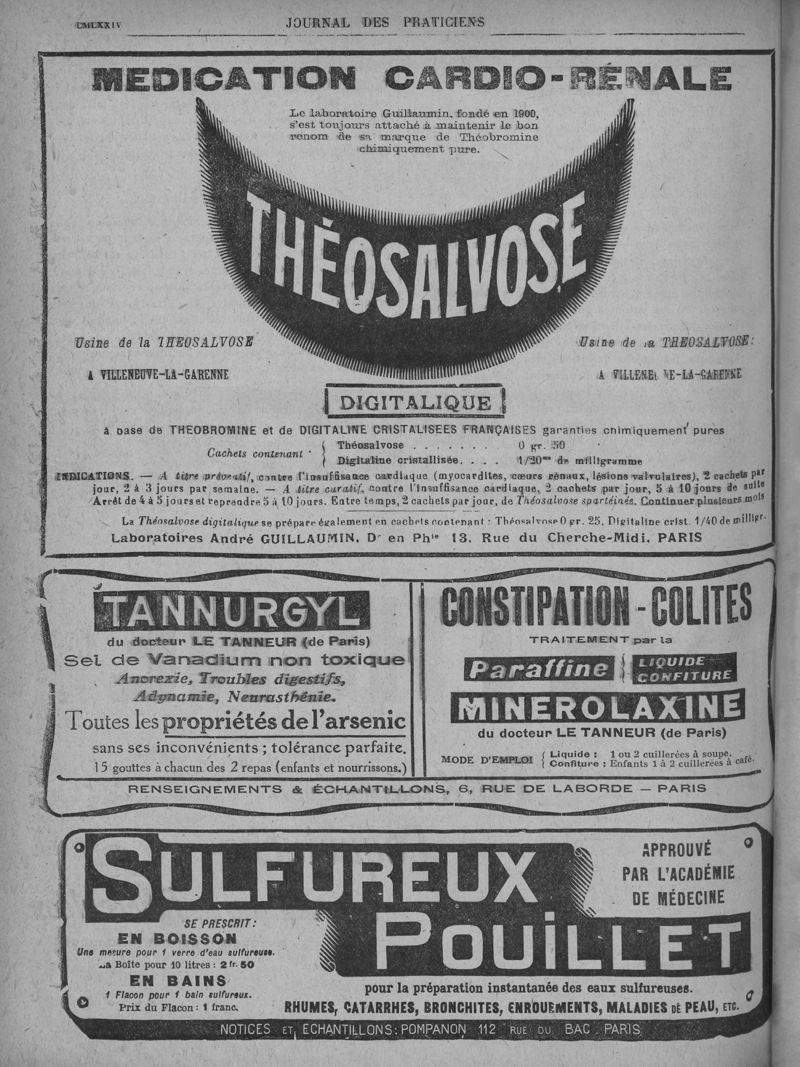 CMLXXIV
JOURNAL DES PRATICIENS
MEDICATION CARDIO-RÉNALE
Le laboratoire Guillaumin, fondé en 1900,
s'est toujours attaché à maintenir le bon
renom de sa marque de Théobromine
chimiquement pure.
THÉOSALVOSE
Usine de la THEOSALVOSE
A VILLENEUVE-LA-GARENNE
Usine de la THEOSALVOSE
A VILLENEUVE-LA-GARENNE
DIGITALIQUE
à base de THEOBROMINE et de DIGITALINE CRISTALISEES FRANÇAISES garanties chimiquement pures
Cachets contenant { Théosalvose . . . . . . . 0 gr. 50
Digitaline cristallisée. . . . 1/20me de milligramme
INDICATIONS. — A titre préventif, contre l'insuffisance cardiaque (myocardites, cœurs rénaux, lésions valvulaires), 2 cachets par
jour, 2 à 3 jours par semaine. — A titre curatif, contre l'Insuffisance cardiaque, 2 cachets par jour, 5 à 10 jours de suite
Arrêt de 4 à 5 jours et reprendre 5 à 10 jours. Entre temps, 2 cachets par jour, de Théosalvose spartéinés. Continuer plusieurs mois
La Théosalvose digitalique se prépare également en cachets contenant : Théosalvose 0 gr. 25, Digitaline crist. 1/40 de milligr.
Laboratoires André GUILLAUMIN, Dr en Phie 13, Rue du Cherche-Midi, PARIS
TANNURGYL
du docteur LE TANNEUR (de Paris)
Sel de Vanadium non toxique
Anorexie, Troubles digestifs,
Adynamie, Neurasthénie.
Toutes les propriétés de l'arsenic
sans ses inconvénients ; tolérance parfaite.
15 gouttes à chacun des 2 repas (enfants et nourrissons.)
CONSTIPATION - COLITES
TRAITEMENT par la
Paraffine { LIQUIDE
CONFITURE
MINEROLAXINE
du docteur LE TANNEUR (de Paris)
MODE D'EMPLOI { Liquide : 1 ou 2 cuillerées à soupe.
Confiture : Enfants 1 à 2 cuillerées à café.
RENSEIGNEMENTS & ÉCHANTILLONS, 6, RUE DE LABORDE — PARIS
SULFUREUX
POUILLET
APPROUVÉ
PAR L'ACADÉMIE
DE MÉDECINE
SE PRESCRIT:
EN BOISSON
Une mesure pour 1 verre d'eau sulfureuse.
La Boîte pour 10 litres : 2 fr. 50
EN BAINS
1 Flacon pour 1 bain sulfureux.
Prix du Flacon : 1 franc.
pour la préparation instantanée des eaux sulfureuses.
RHUMES, CATARRHES, BRONCHITES, ENROUEMENTS, MALADIES DE PEAU, ETC.
NOTICES ET ECHANTILLONS: POMPANON 112 RUE DU BAC. PARIS